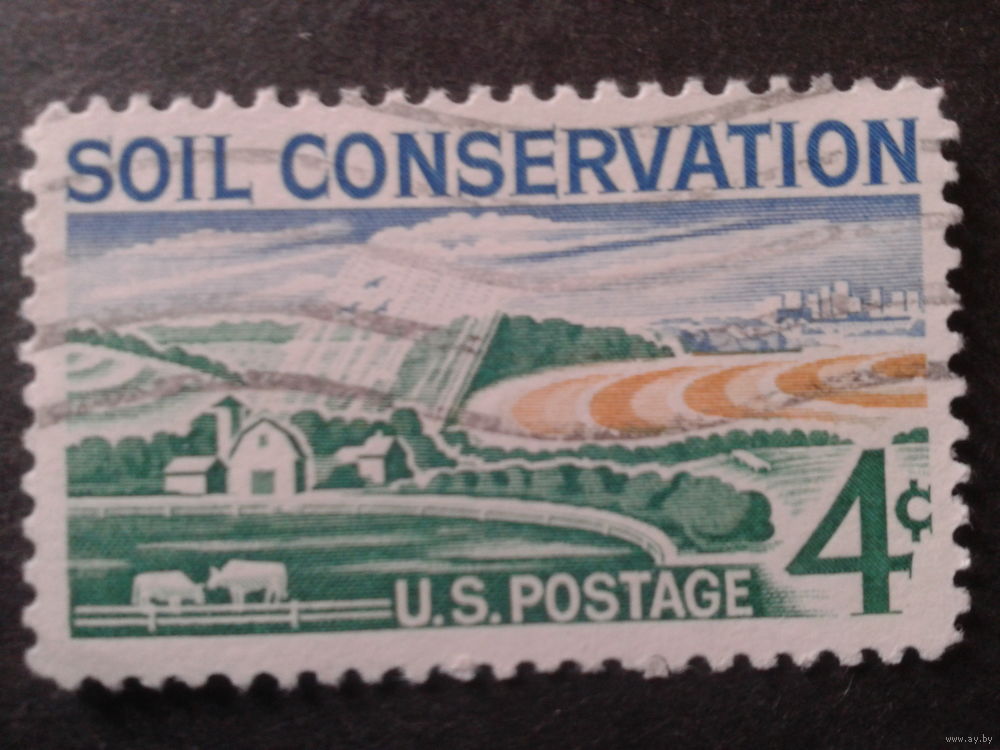 SOIL CONSERVATION
4¢
U.S. POSTAGE
www.ay.by